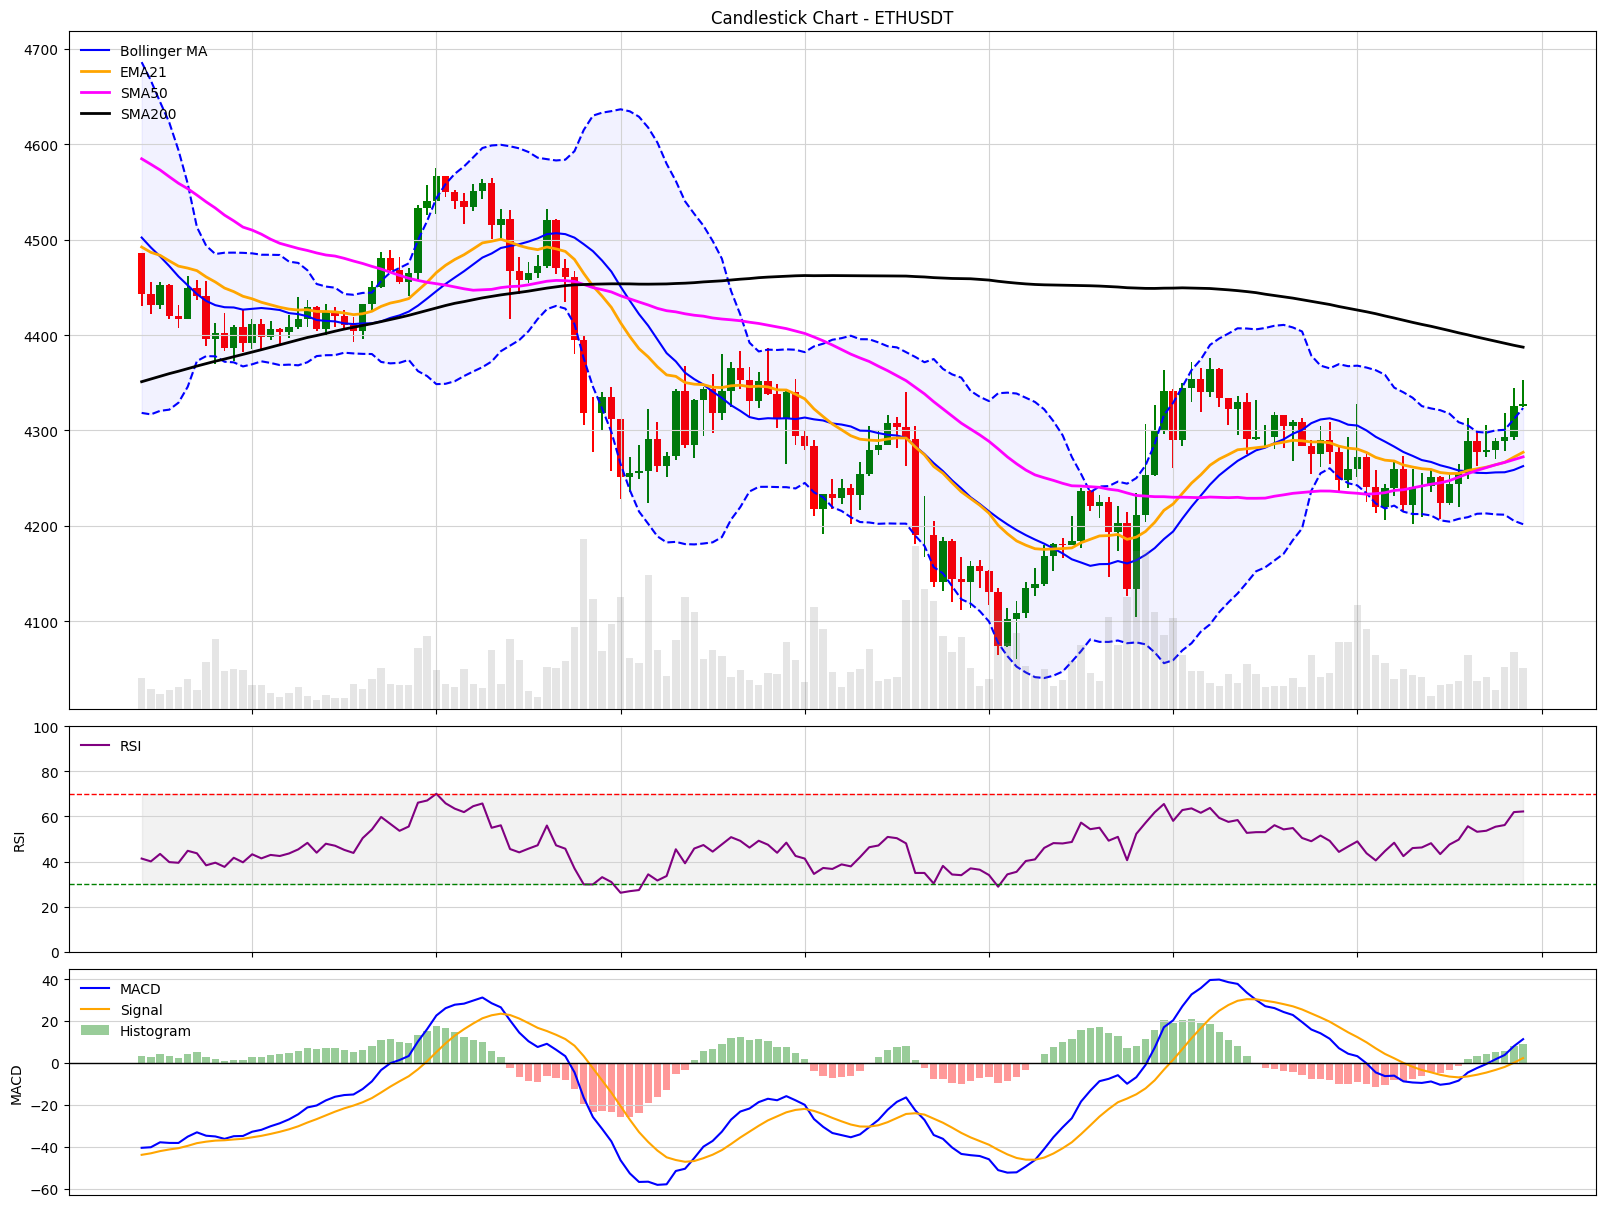 Candlestick Chart - ETHUSDT
Bollinger MA
EMA21
SMA50
SMA200
4700
4600
4500
4400
4300
4200
4100
RSI
100
80
60
40
20
0
RSI
MACD
Signal
Histogram
40
20
0
−20
−40
−60
MACD